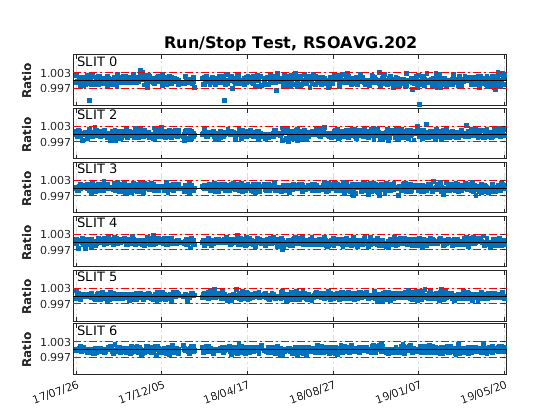 Run/Stop Test, RSOAVG.202
SLIT 0
1.003
0.997
Ratio
SLIT 2
1.003
0.997
Ratio
SLIT 3
1.003
0.997
Ratio
SLIT 4
1.003
0.997
Ratio
SLIT 5
1.003
0.997
Ratio
SLIT 6
1.003
0.997
Ratio
17/07/26 17/12/05 18/04/17 18/08/27 19/01/07 19/05/20